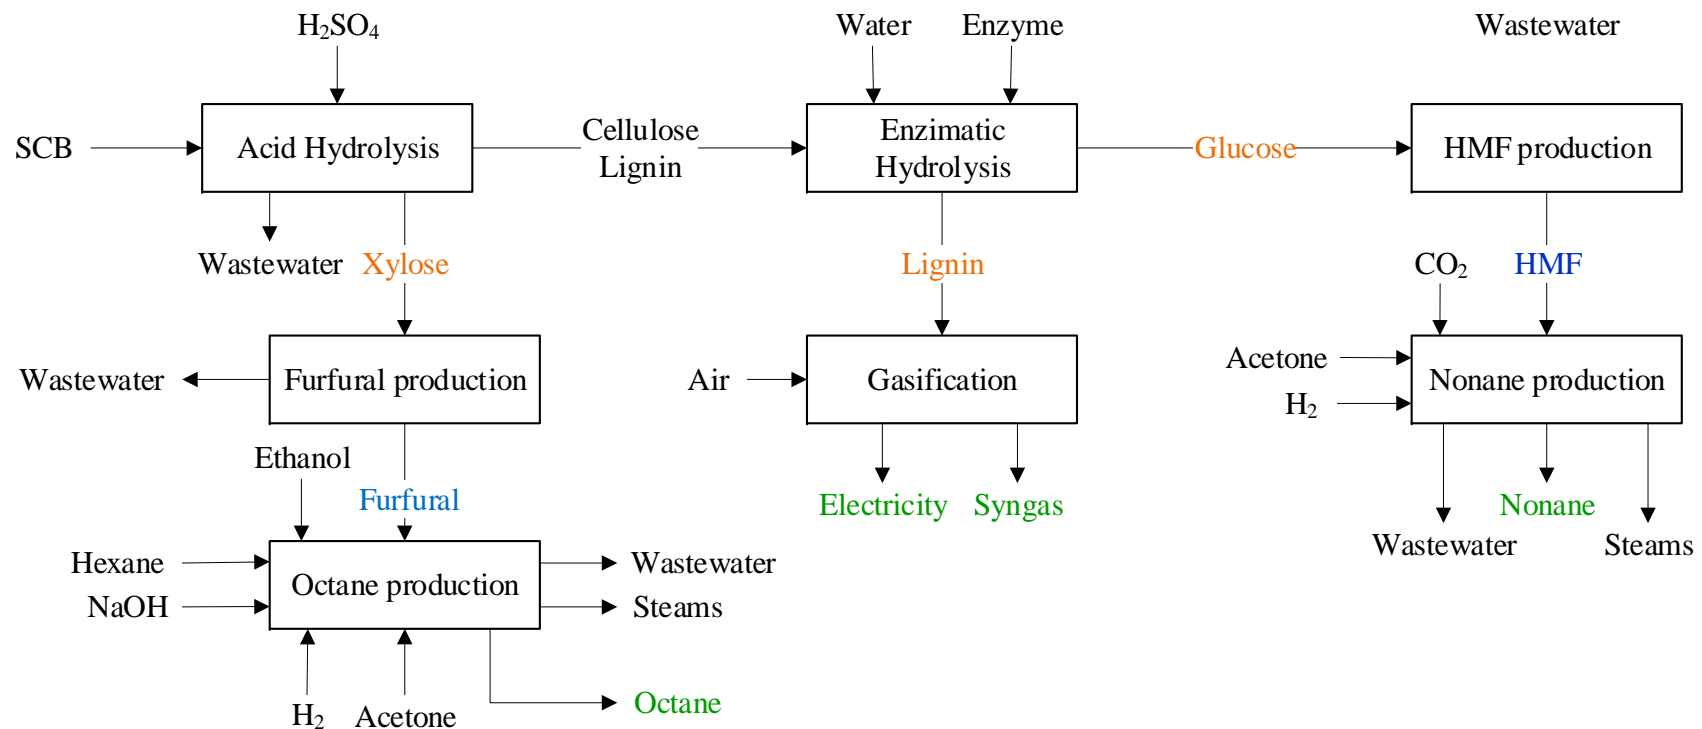 H₂SO₄
Water
Enzyme
Wastewater
SCB
Acid Hydrolysis
Cellulose
Lignin
Enzimatic
Hydrolysis
Glucose
HMF production
Wastewater
Xylose
Lignin
CO₂
HMF
Wastewater
Furfural production
Air
Gasification
Acetone
H₂
Nonane production
Ethanol
Furfural
Electricity
Syngas
Nonane
Wastewater
Steams
Hexane
NaOH
Octane production
Wastewater
Steams
H₂
Acetone
Octane